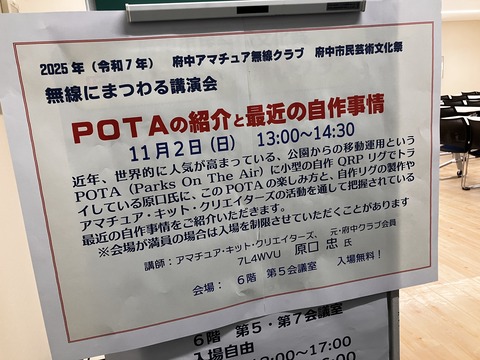 2025年(令和7年) 府中アマチュア無線クラブ 府中市民芸術文化祭
無線にまつわる講演会
POTAの紹介と最近の自作事情
11月2日(日) 13:00~14:30
近年、世界的に人気が高まっている、公園からの移動運用という
POTA(Parks On The Air)に小型の自作QRPリグでトラ
イしている原口氏に、このPOTAの楽しみ方と、自作リグの製作や
アマチュア・キット・クリエイターズの活動を通して把握されている
最近の自作事情をご紹介いただきます。
※会場が満員の場合は入場を制限させていただくことがあります
講師:アマチュア・キット・クリエイターズ、元・府中クラブ会員
7L4WVU 原口 忠 氏
会場: 6階 第5会議室 入場無料!
6階 第5・第7会議室
入場自由
13:00~17:00